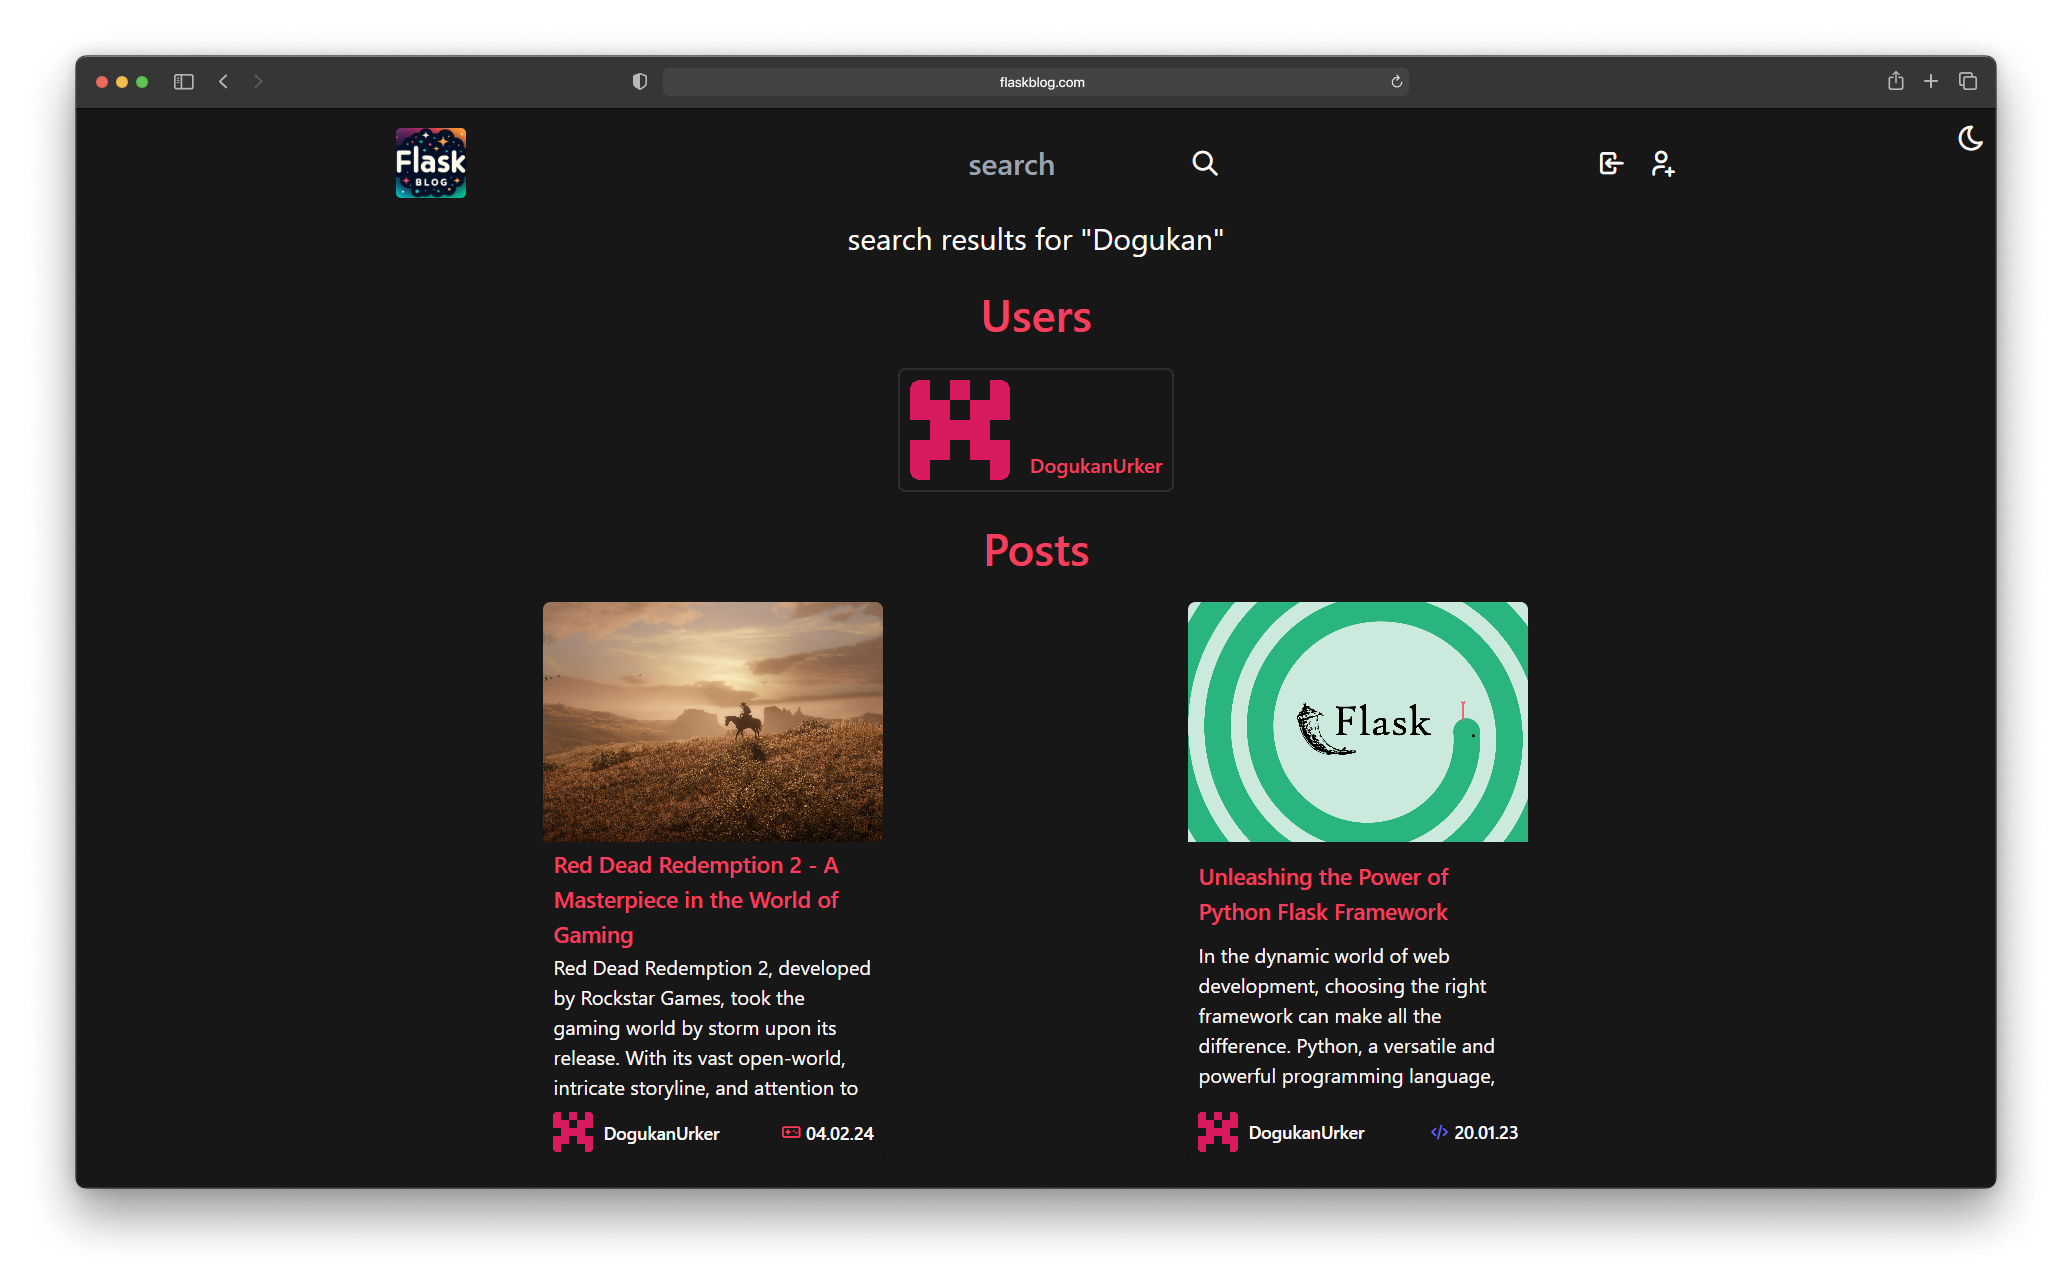 flaskblog.com
Flask
BLOG
search
search results for "Dogukan"
Users
DogukanUrker
Posts
Flask
Red Dead Redemption 2 - A
Masterpiece in the World of
Gaming
Red Dead Redemption 2, developed
by Rockstar Games, took the
gaming world by storm upon its
release. With its vast open-world,
intricate storyline, and attention to
DogukanUrker
04.02.24
Unleashing the Power of
Python Flask Framework
In the dynamic world of web
development, choosing the right
framework can make all the
difference. Python, a versatile and
powerful programming language,
DogukanUrker
</> 20.01.23